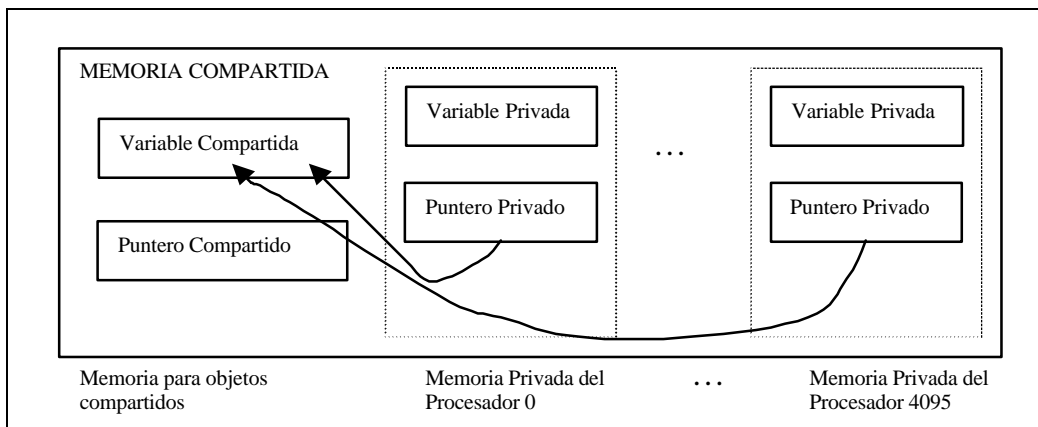 MEMORIA COMPARTIDA
Variable Compartida
Puntero Compartido
Variable Privada
Puntero Privado
...
Variable Privada
Puntero Privado
Memoria para objetos
compartidos
Memoria Privada del
Procesador 0
...
Memoria Privada del
Procesador 4095